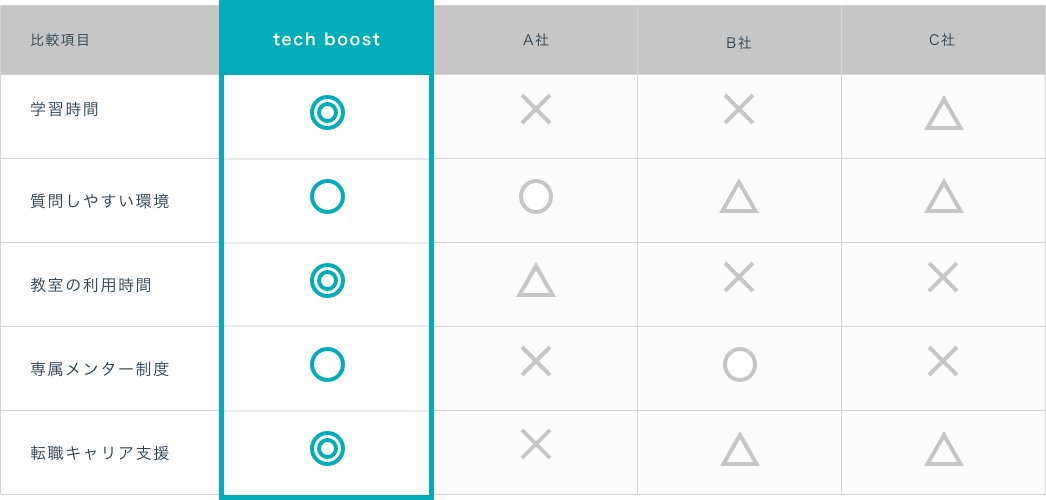 比較項目 tech boost A社 B社 C社
学習時間 ◎ × × △
質問しやすい環境 ○ ○ △ △
教室の利用時間 ◎ △ × ×
専属メンター制度 ○ × ○ ×
転職キャリア支援 ◎ × △ △